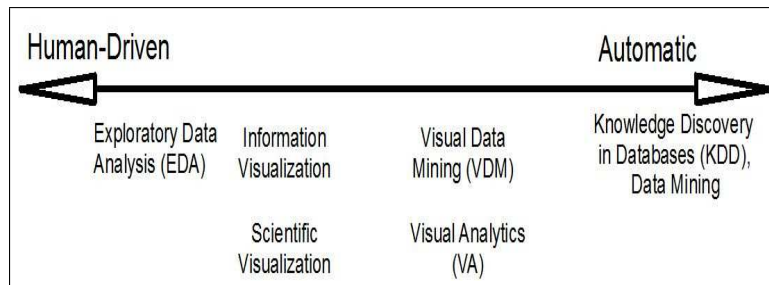 Human-Driven
Automatic
Exploratory Data
Analysis (EDA)
Information
Visualization
Visual Data
Mining (VDM)
Knowledge Discovery
in Databases (KDD),
Data Mining
Scientific
Visualization
Visual Analytics
(VA)